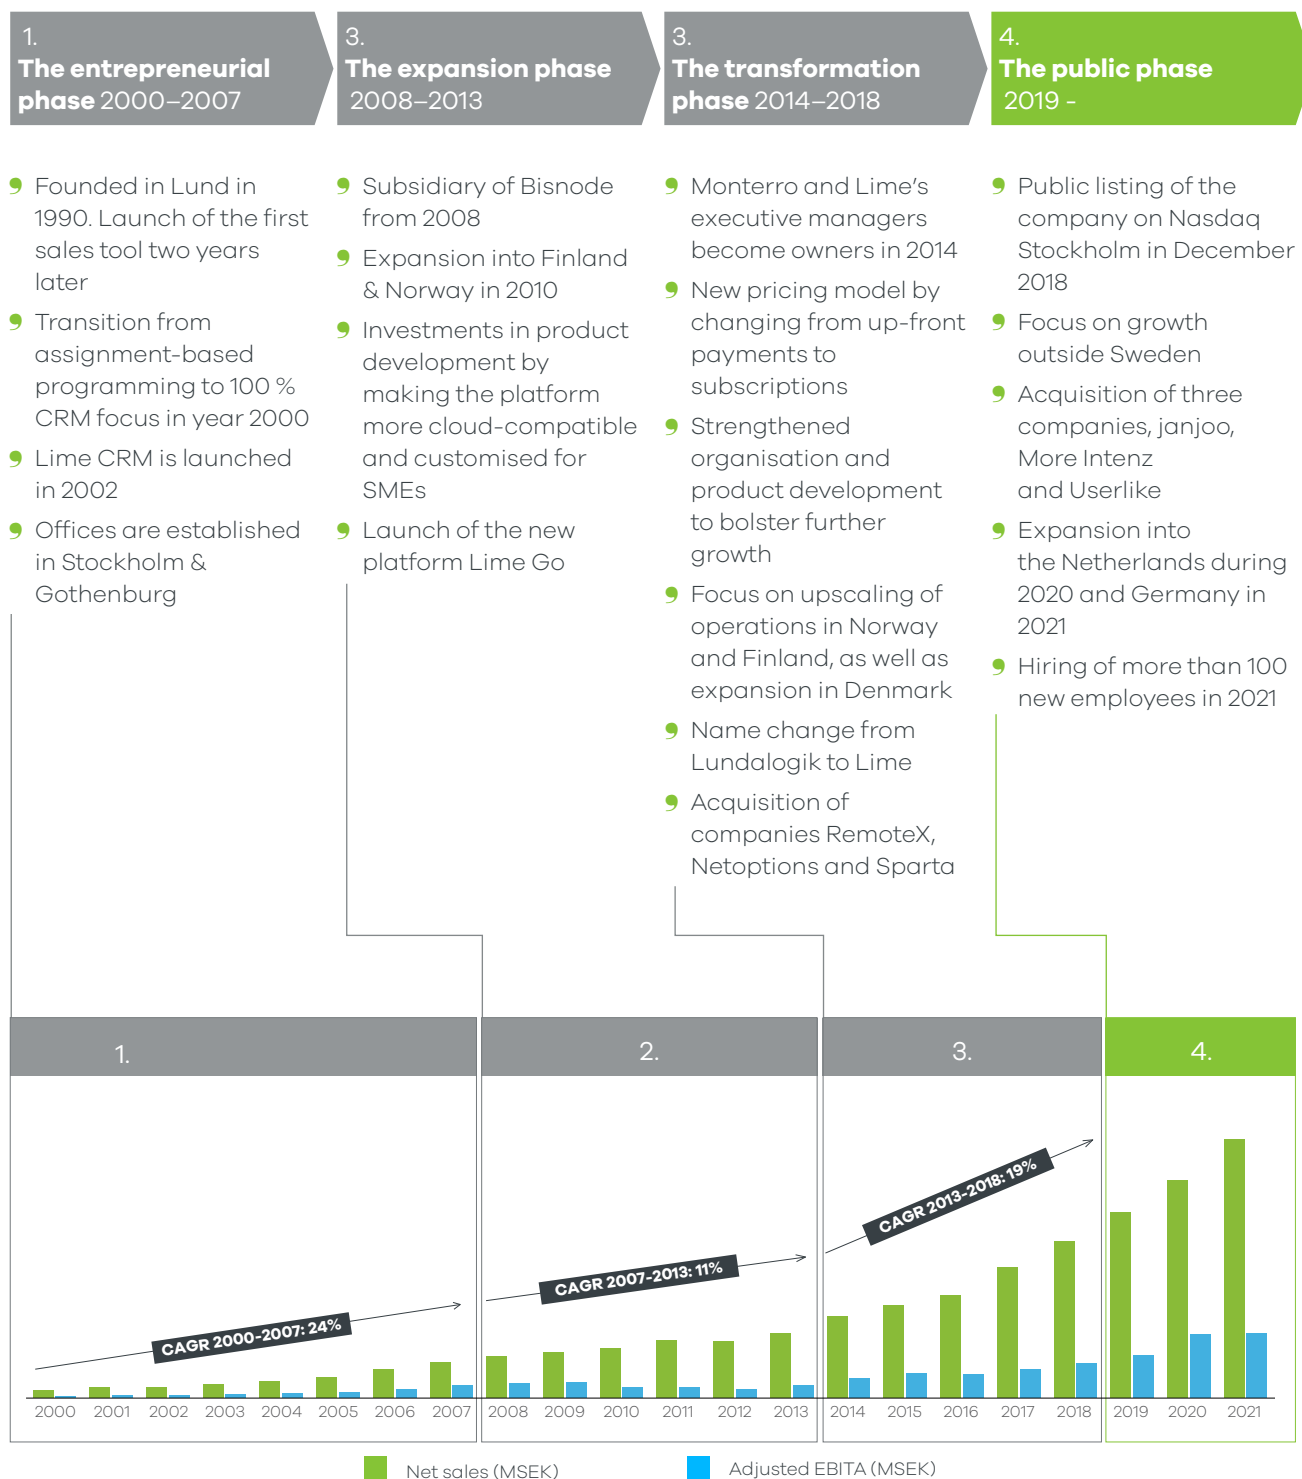 1.
The entrepreneurial
phase 2000–2007
3.
The expansion phase
2008–2013
3.
The transformation
phase 2014–2018
4.
The public phase
2019 -
Founded in Lund in
1990. Launch of the first
sales tool two years
later
Transition from
assignment-based
programming to 100 %
CRM focus in year 2000
Lime CRM is launched
in 2002
Offices are established
in Stockholm &
Gothenburg
Subsidiary of Bisnode
from 2008
Expansion into Finland
& Norway in 2010
Investments in product
development by
making the platform
more cloud-compatible
and customised for
SMEs
Launch of the new
platform Lime Go
Monterro and Lime’s
executive managers
become owners in 2014
New pricing model by
changing from up-front
payments to
subscriptions
Strengthened
organisation and
product development
to bolster further
growth
Focus on upscaling of
operations in Norway
and Finland, as well as
expansion in Denmark
Name change from
Lundalogik to Lime
Acquisition of
companies RemoteX,
Netoptions and Sparta
Public listing of the
company on Nasdaq
Stockholm in December
2018
Focus on growth
outside Sweden
Acquisition of three
companies, janjoo,
More Intenz
and Userlike
Expansion into
the Netherlands during
2020 and Germany in
2021
Hiring of more than 100
new employees in 2021
1.
2.
3.
4.
CAGR 2000-2007: 24%
CAGR 2007-2013: 11%
CAGR 2013-2018: 19%
2000 2001 2002 2003 2004 2005 2006 2007 2008 2009 2010 2011 2012 2013 2014 2015 2016 2017 2018 2019 2020 2021
Net sales (MSEK)
Adjusted EBITA (MSEK)